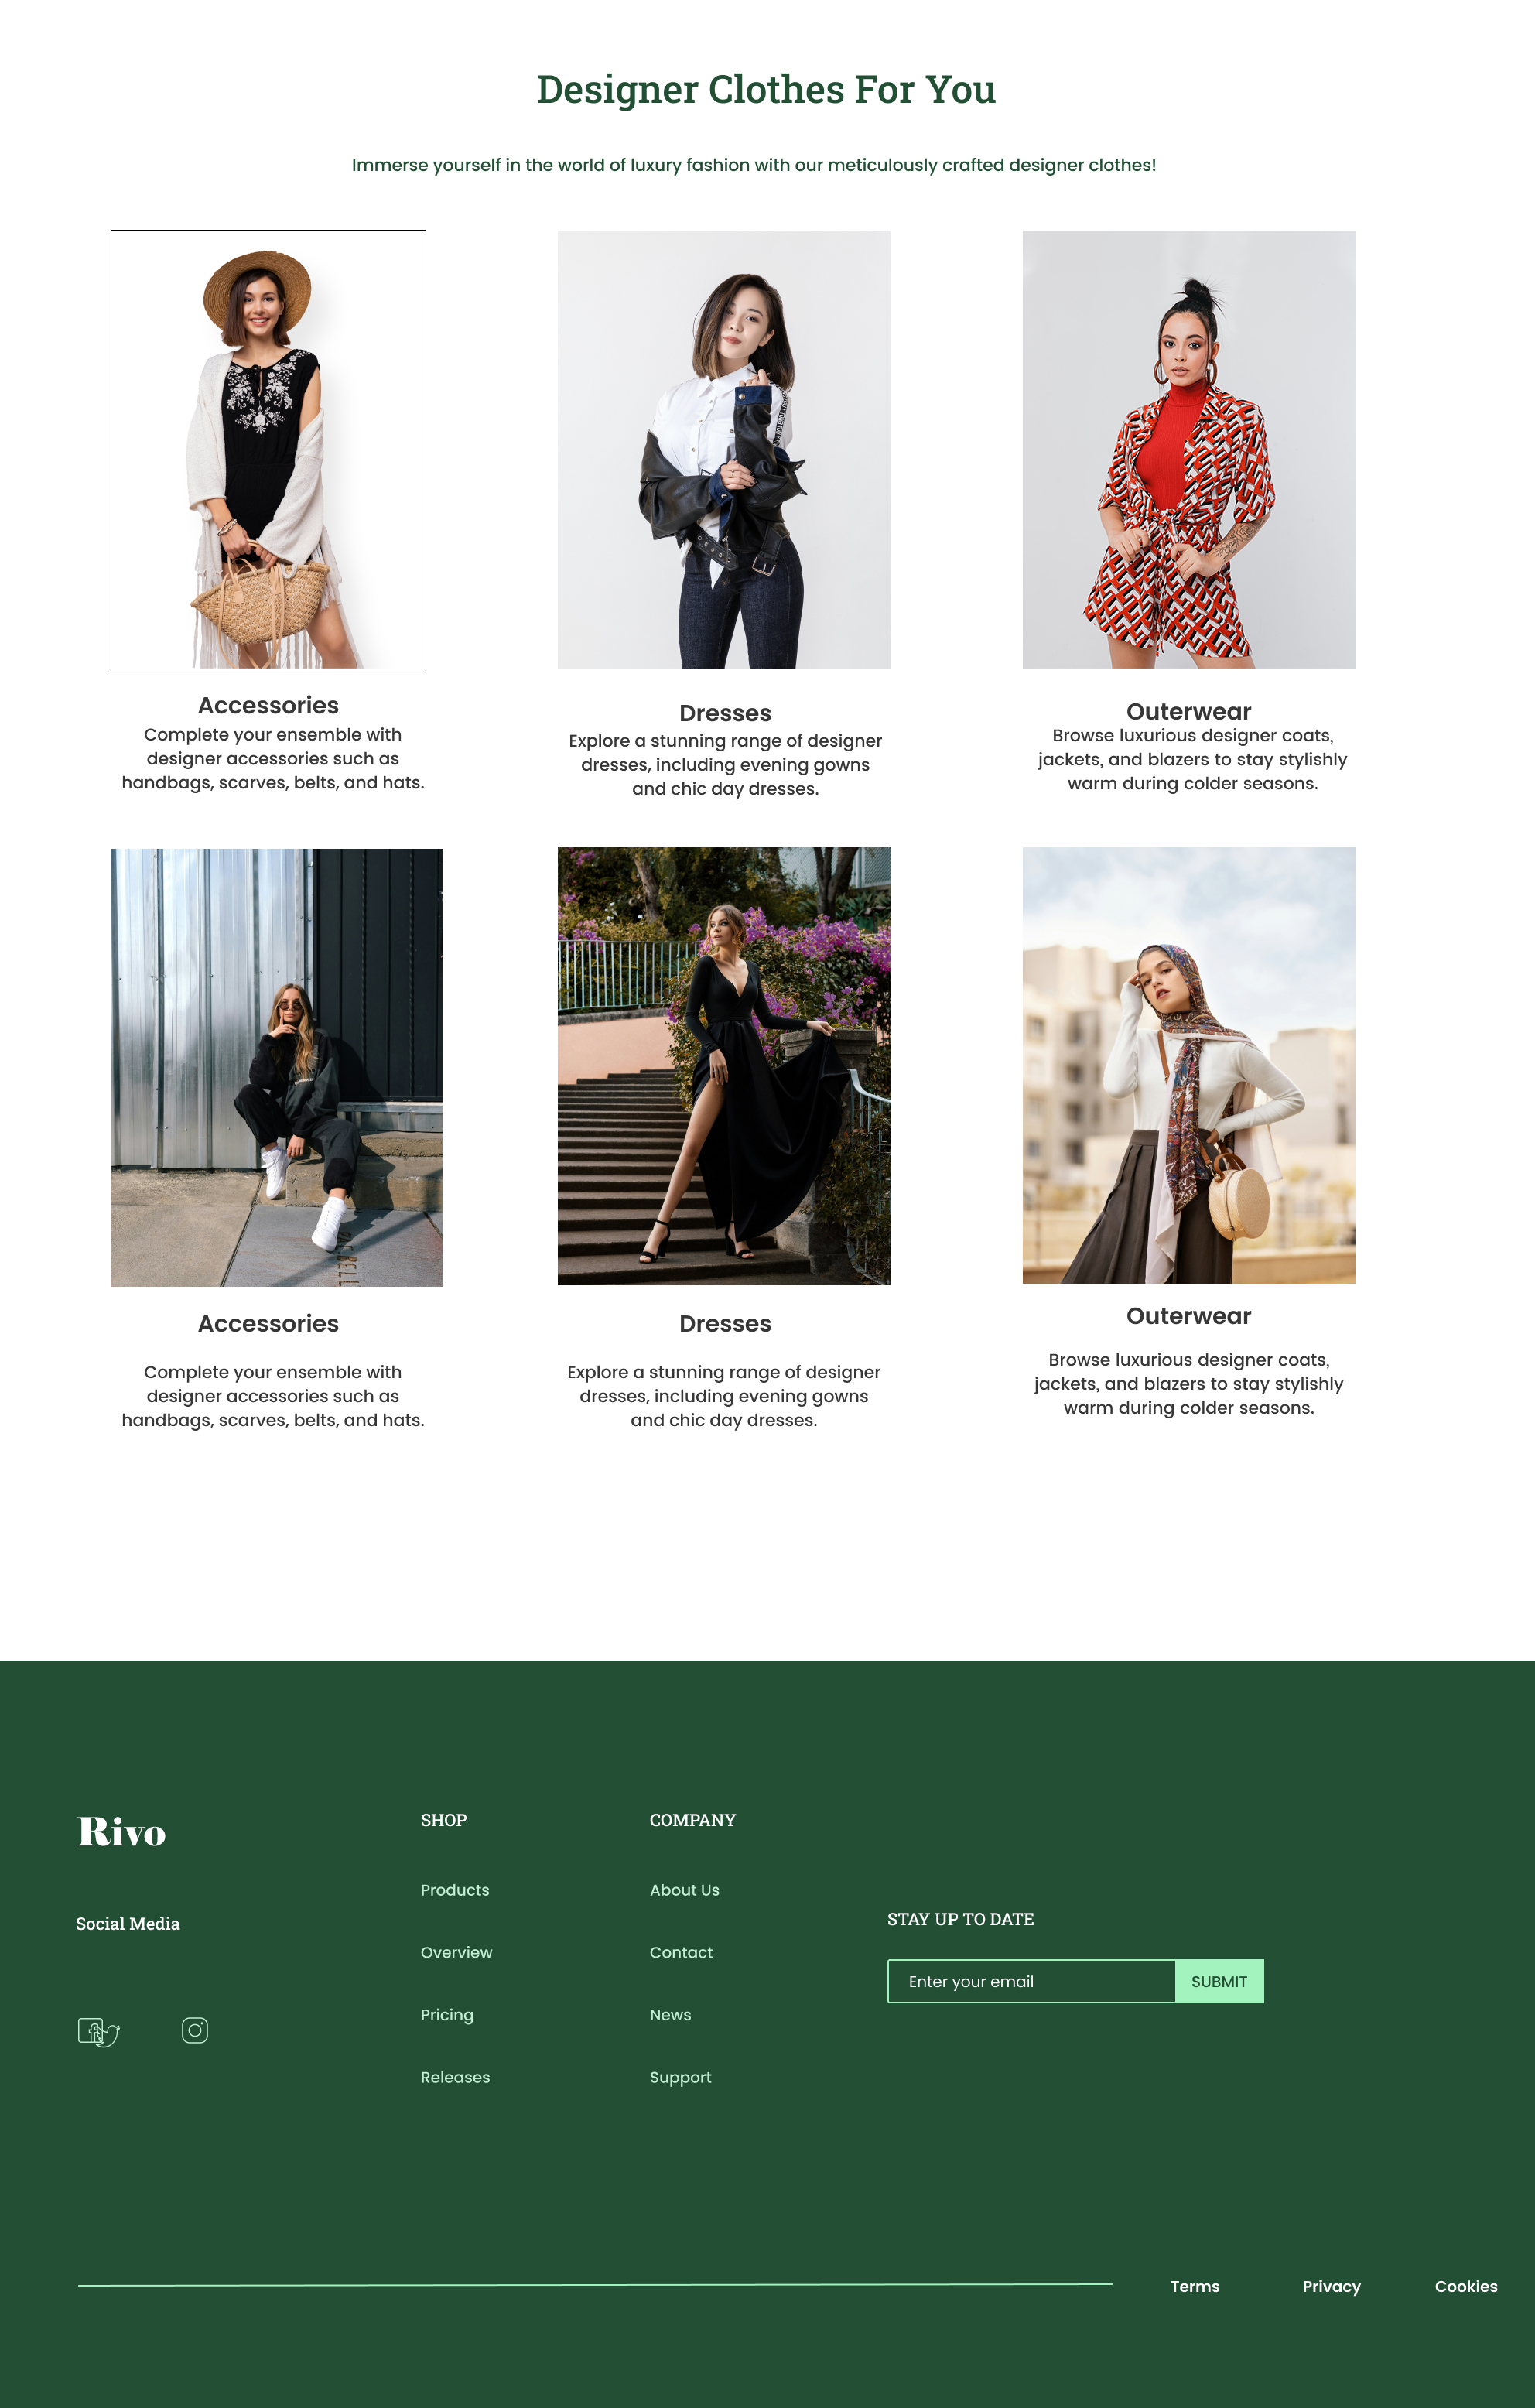 Designer Clothes For You
Immerse yourself in the world of luxury fashion with our meticulously crafted designer clothes!
Accessories
Complete your ensemble with
designer accessories such as
handbags, scarves, belts, and hats.
Dresses
Explore a stunning range of designer
dresses, including evening gowns
and chic day dresses.
Outerwear
Browse luxurious designer coats,
jackets, and blazers to stay stylishly
warm during colder seasons.
Accessories
Complete your ensemble with
designer accessories such as
handbags, scarves, belts, and hats.
Dresses
Explore a stunning range of designer
dresses, including evening gowns
and chic day dresses.
Outerwear
Browse luxurious designer coats,
jackets, and blazers to stay stylishly
warm during colder seasons.
Rivo
Social Media
SHOP
Products
Overview
Pricing
Releases
COMPANY
About Us
Contact
News
Support
STAY UP TO DATE
Enter your email
SUBMIT
Terms
Privacy
Cookies